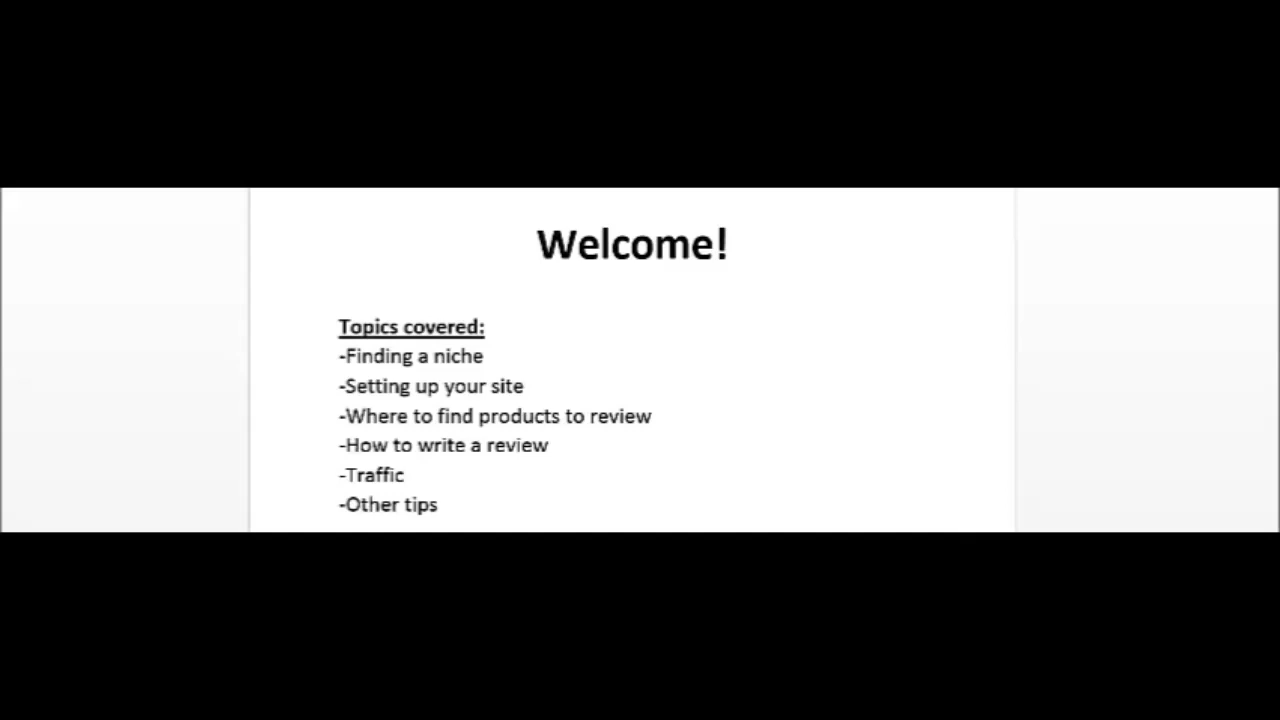 Welcome!
Topics covered:
-Finding a niche
-Setting up your site
-Where to find products to review
-How to write a review
-Traffic
-Other tips